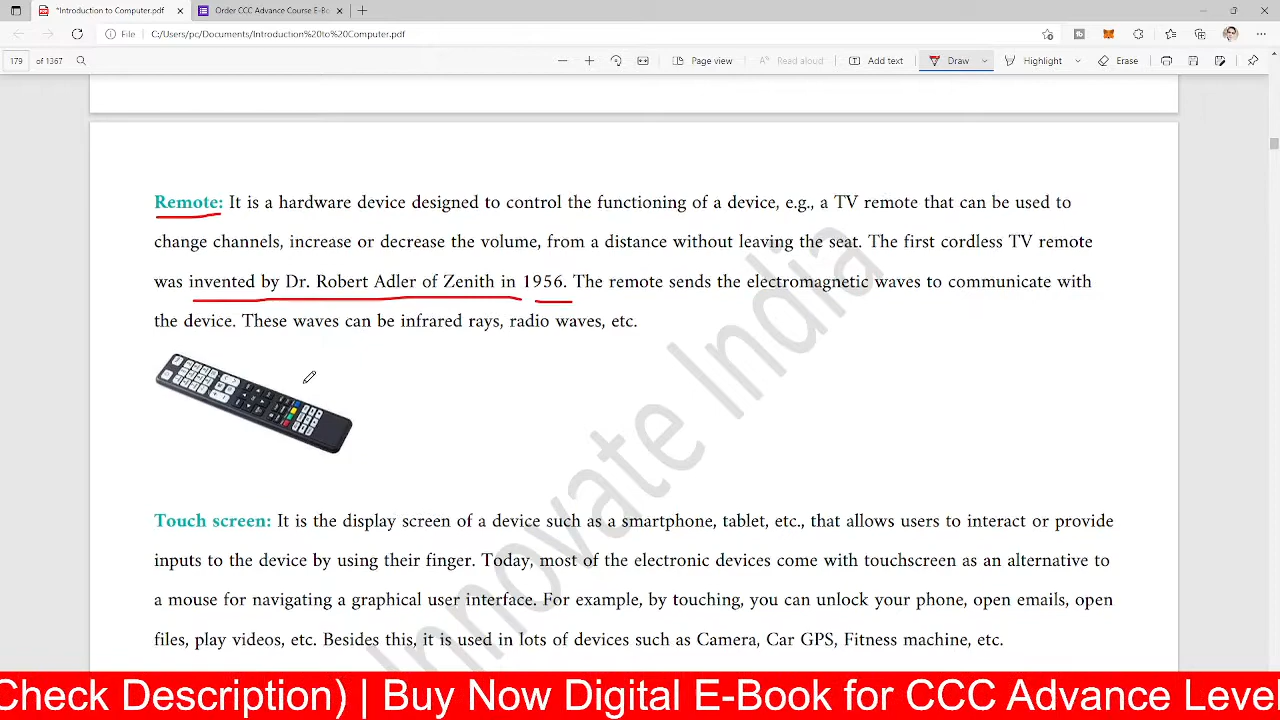 *Introduction to Computer.pdf
Order CCC Advance Course E-Bo
File
C:/Users/pc/Documents/Introduction%20to%20Computer.pdf
179 of 1367
Page view
Read aloud
Add text
Draw
Highlight
Erase
Remote: It is a hardware device designed to control the functioning of a device, e.g., a TV remote that can be used to
change channels, increase or decrease the volume, from a distance without leaving the seat. The first cordless TV remote
was invented by Dr. Robert Adler of Zenith in 1956. The remote sends the electromagnetic waves to communicate with
the device. These waves can be infrared rays, radio waves, etc.
Innovate India
Touch screen: It is the display screen of a device such as a smartphone, tablet, etc., that allows users to interact or provide
inputs to the device by using their finger. Today, most of the electronic devices come with touchscreen as an alternative to
a mouse for navigating a graphical user interface. For example, by touching, you can unlock your phone, open emails, open
files, play videos, etc. Besides this, it is used in lots of devices such as Camera, Car GPS, Fitness machine, etc.
Check Description) | Buy Now Digital E-Book for CCC Advance Level